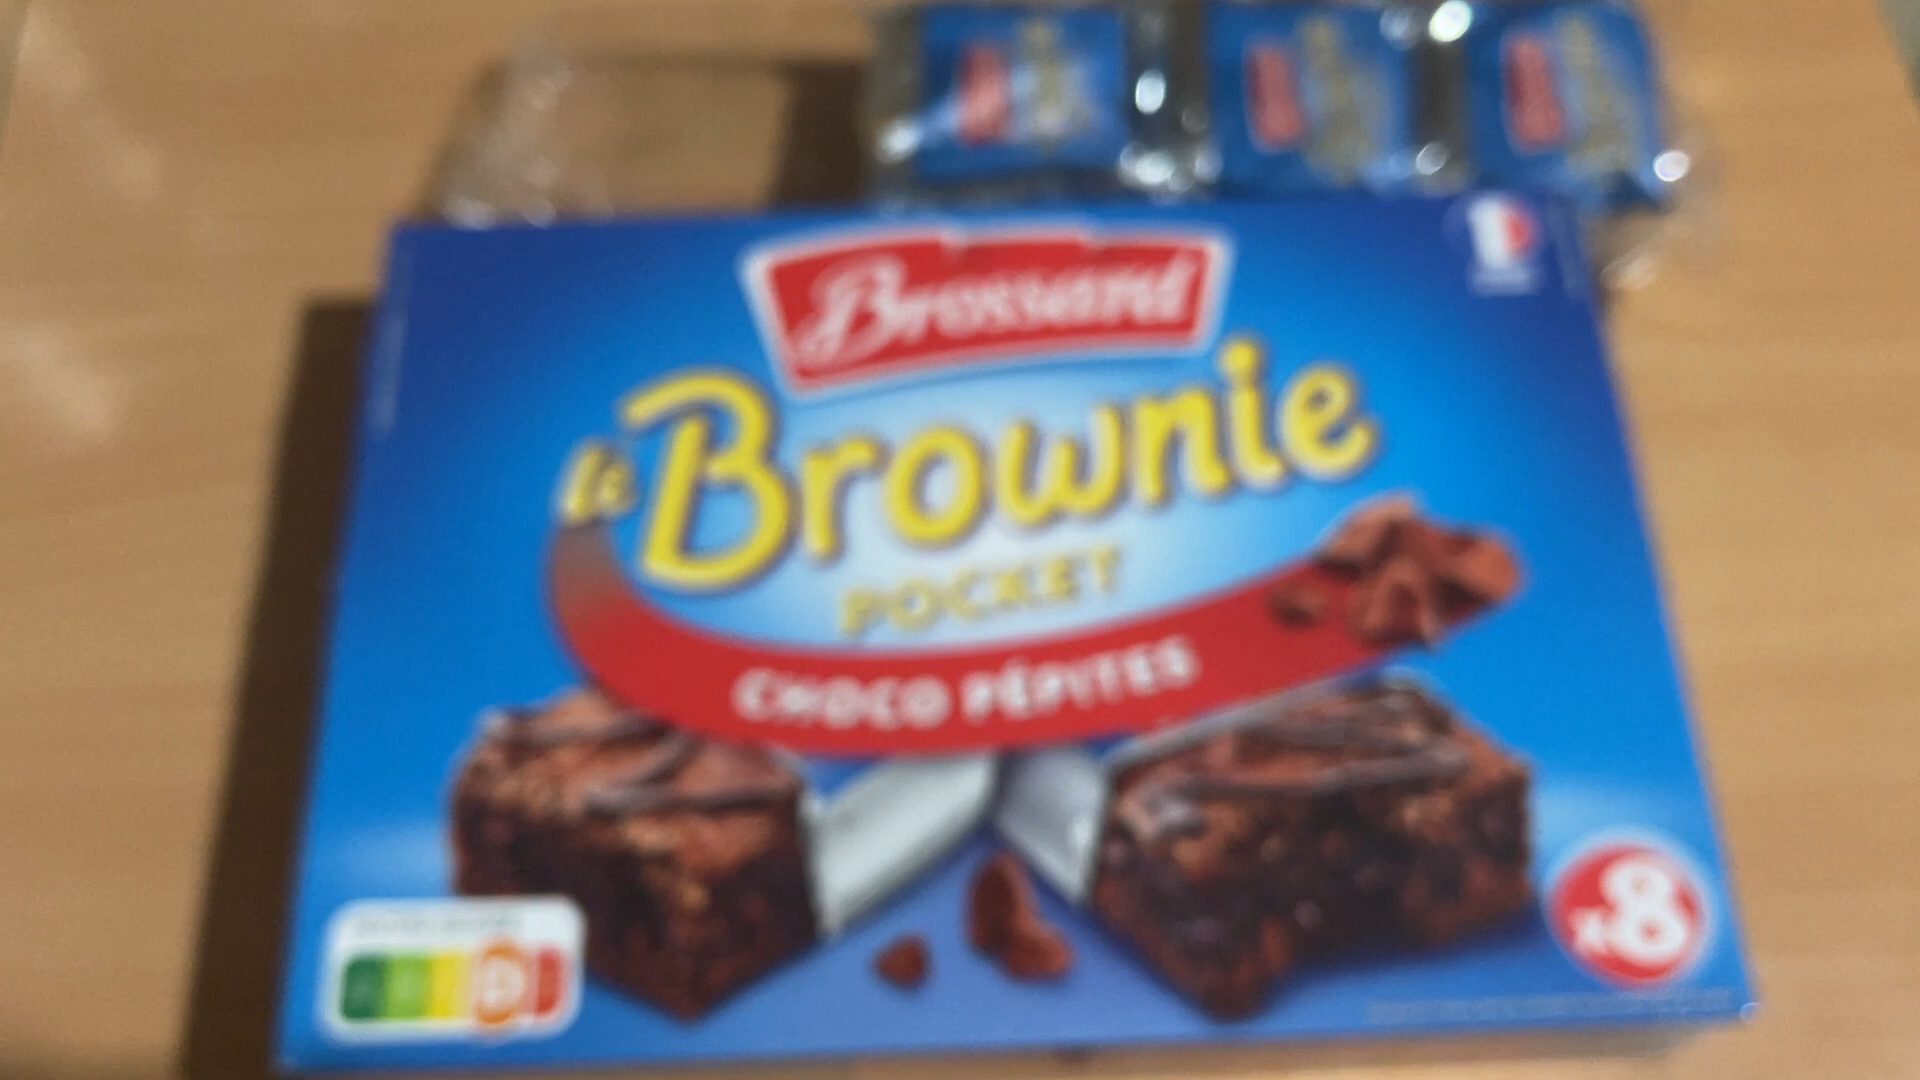 Brossard
le Brownie
POCKET
CHOCO PÉPITES
x8